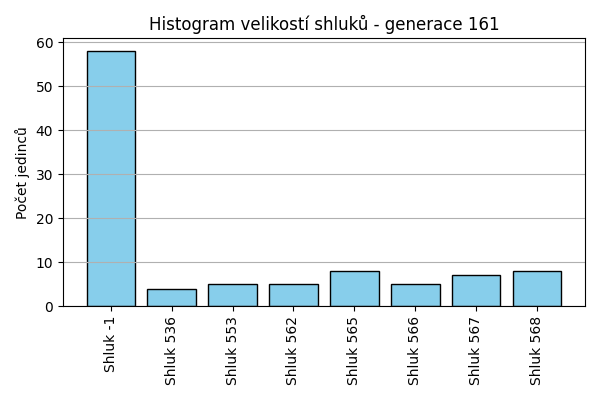 Histogram velikostí shluků - generace 161
Počet jedinců
60
50
40
30
20
10
0
Shluk -1
Shluk 536
Shluk 553
Shluk 562
Shluk 565
Shluk 566
Shluk 567
Shluk 568